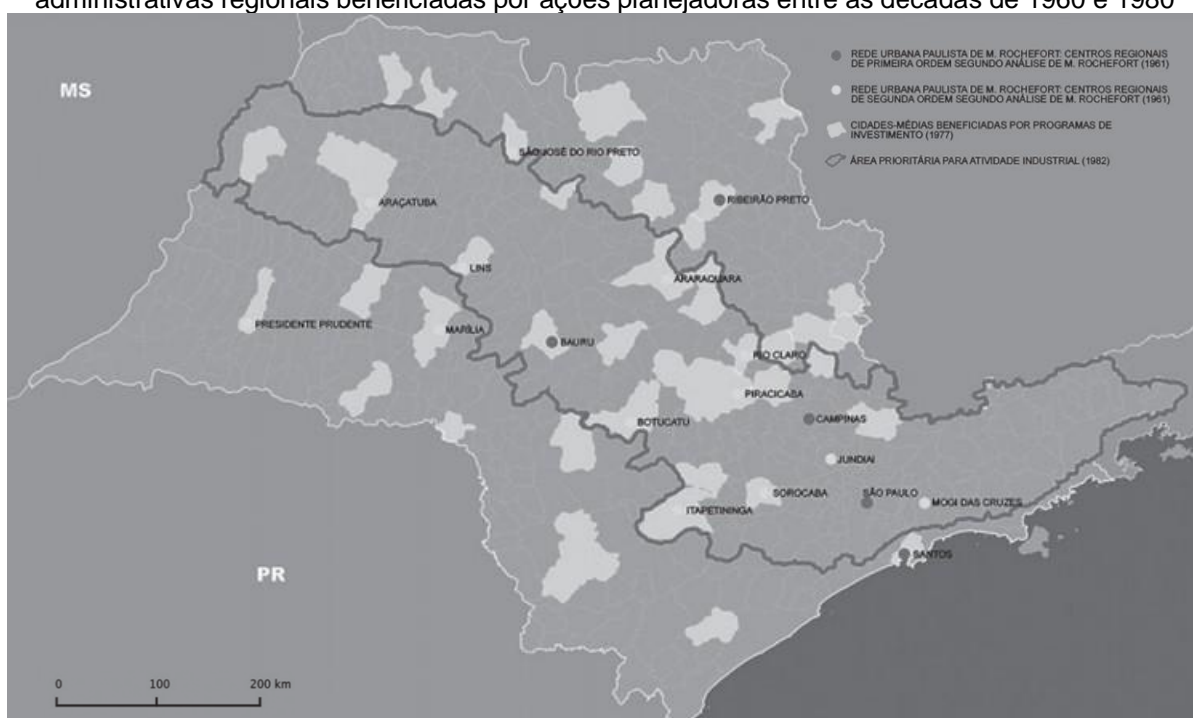 administrativas regionais beneficiadas por ações planejadoras entre as décadas de 1960 e 1980
MS
REDE URBANA PAULISTA DE M. ROCHEFORT: CENTROS REGIONAIS
DE PRIMEIRA ORDEM SEGUNDO ANÁLISE DE M. ROCHEFORT (1961)
REDE URBANA PAULISTA DE M. ROCHEFORT: CENTROS REGIONAIS
DE SEGUNDA ORDEM SEGUNDO ANÁLISE DE M. ROCHEFORT (1961)
CIDADES-MÉDIAS BENEFICIADAS POR PROGRAMAS DE
INVESTIMENTO (1977)
ÁREA PRIORITÁRIA PARA ATIVIDADE INDUSTRIAL (1982)
SÃO JOSÉ DO RIO PRETO
ARAÇATUBA
RIBEIRÃO PRETO
LINS
ARARAQUARA
PRESIDENTE PRUDENTE
MARÍLIA
BAURU
RIO CLARO
PIRACICABA
BOTUCATU
CAMPINAS
JUNDIAI
SOROCABA
SÃO PAULO
MOGI DAS CRUZES
ITAPETININGA
SANTOS
PR
0 100 200 km